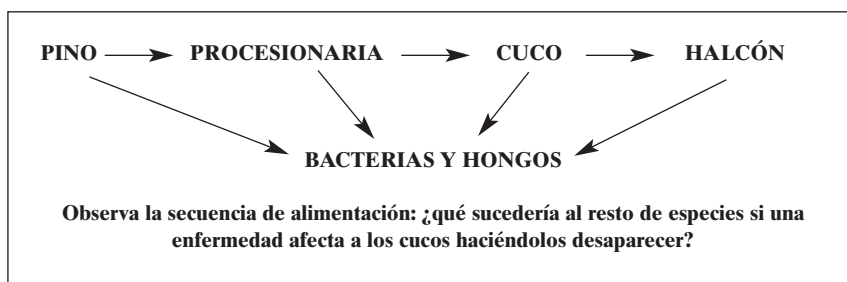 PINO PROCESIONARIA CUCO HALCÓN
BACTERIAS Y HONGOS
Observa la secuencia de alimentación: ¿qué sucedería al resto de especies si una
enfermedad afecta a los cucos haciéndolos desaparecer?